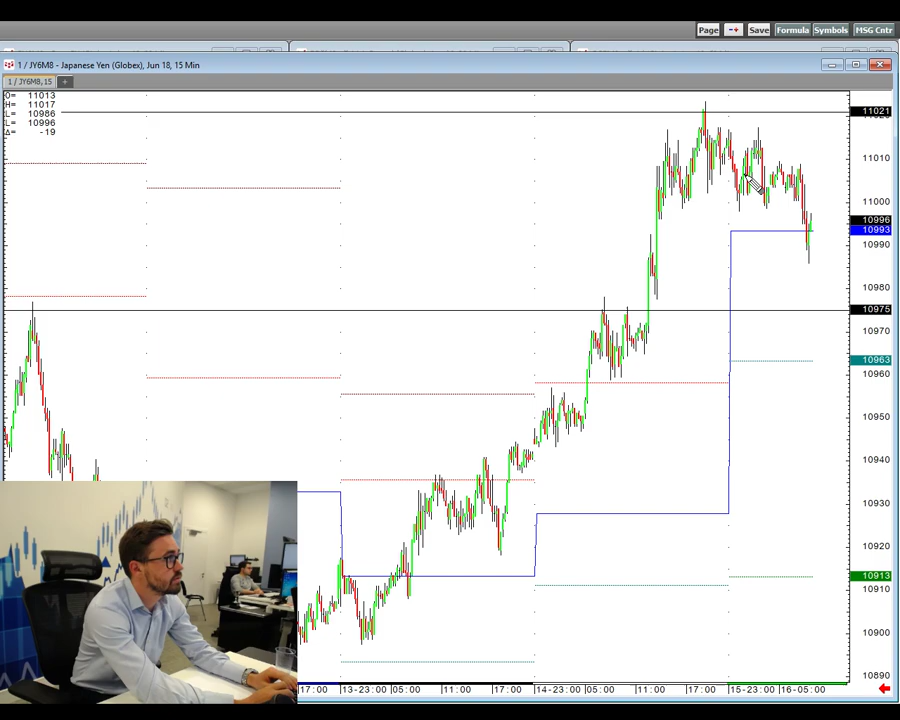 Page -+ Save Formula Symbols MSG Cntr
1 / JY6M8 - Japanese Yen (Globex), Jun 18, 15 Min
1 / JY6M8,15 +
O= 11013
H= 11017
L= 10986
L= 10996
Δ= -19
11021
11010
11000
10996
10993
10990
10980
10975
10970
10963
10960
10950
10940
10930
10920
10913
10910
10900
10890
17:00 13-23:00 05:00 11:00 17:00 14-23:00 05:00 11:00 17:00 15-23:00 16-05:00